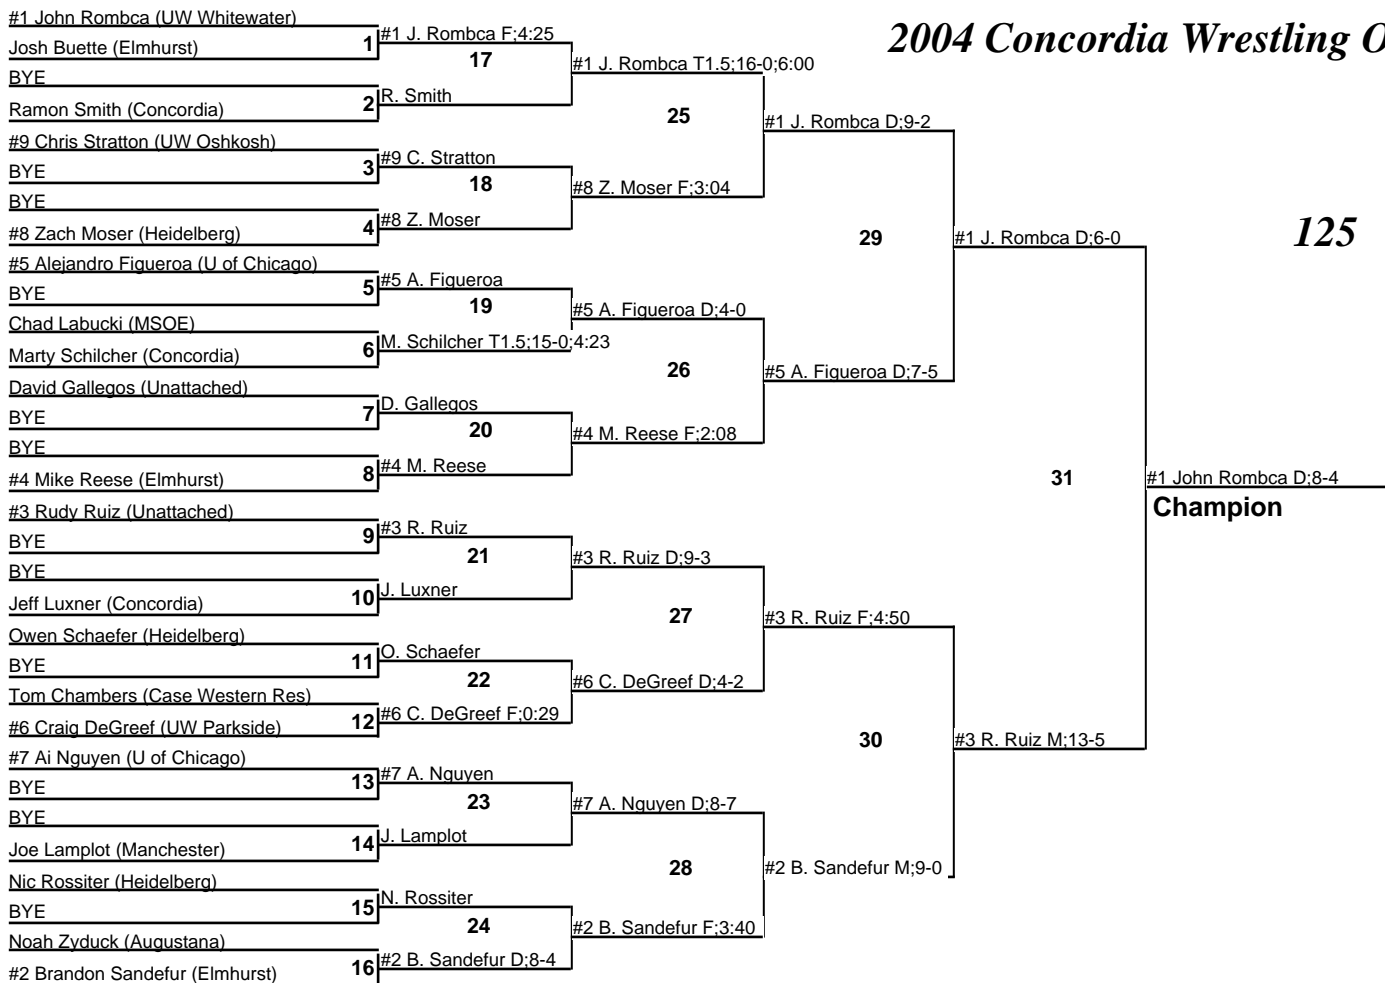 2004 Concordia Wrestling O
125
#1 John Rombca (UW Whitewater)
Josh Buette (Elmhurst)
1
BYE
Ramon Smith (Concordia)
2
#9 Chris Stratton (UW Oshkosh)
BYE
3
BYE
#8 Zach Moser (Heidelberg)
4
#5 Alejandro Figueroa (U of Chicago)
BYE
5
Chad Labucki (MSOE)
Marty Schilcher (Concordia)
6
David Gallegos (Unattached)
BYE
7
BYE
#4 Mike Reese (Elmhurst)
8
#3 Rudy Ruiz (Unattached)
BYE
9
BYE
Jeff Luxner (Concordia)
10
Owen Schaefer (Heidelberg)
BYE
11
Tom Chambers (Case Western Res)
#6 Craig DeGreef (UW Parkside)
12
#7 Ai Nguyen (U of Chicago)
BYE
13
BYE
Joe Lamplot (Manchester)
14
Nic Rossiter (Heidelberg)
BYE
15
Noah Zyduck (Augustana)
#2 Brandon Sandefur (Elmhurst)
16
#1 J. Rombca F;4:25
17
R. Smith
#9 C. Stratton
18
#8 Z. Moser
#5 A. Figueroa
19
M. Schilcher T1.5;15-0;4:23
D. Gallegos
20
#4 M. Reese
#3 R. Ruiz
21
J. Luxner
O. Schaefer
22
#6 C. DeGreef F;0:29
#7 A. Nguyen
23
J. Lamplot
N. Rossiter
24
#2 B. Sandefur D;8-4
#1 J. Rombca T1.5;16-0;6:00
25
#8 Z. Moser F;3:04
#5 A. Figueroa D;4-0
26
#4 M. Reese F;2:08
#3 R. Ruiz D;9-3
27
#6 C. DeGreef D;4-2
#7 A. Nguyen D;8-7
28
#2 B. Sandefur F;3:40
#1 J. Rombca D;9-2
29
#5 A. Figueroa D;7-5
#3 R. Ruiz F;4:50
30
#2 B. Sandefur M;9-0
#1 J. Rombca D;6-0
31
#3 R. Ruiz M;13-5
#1 John Rombca D;8-4
Champion